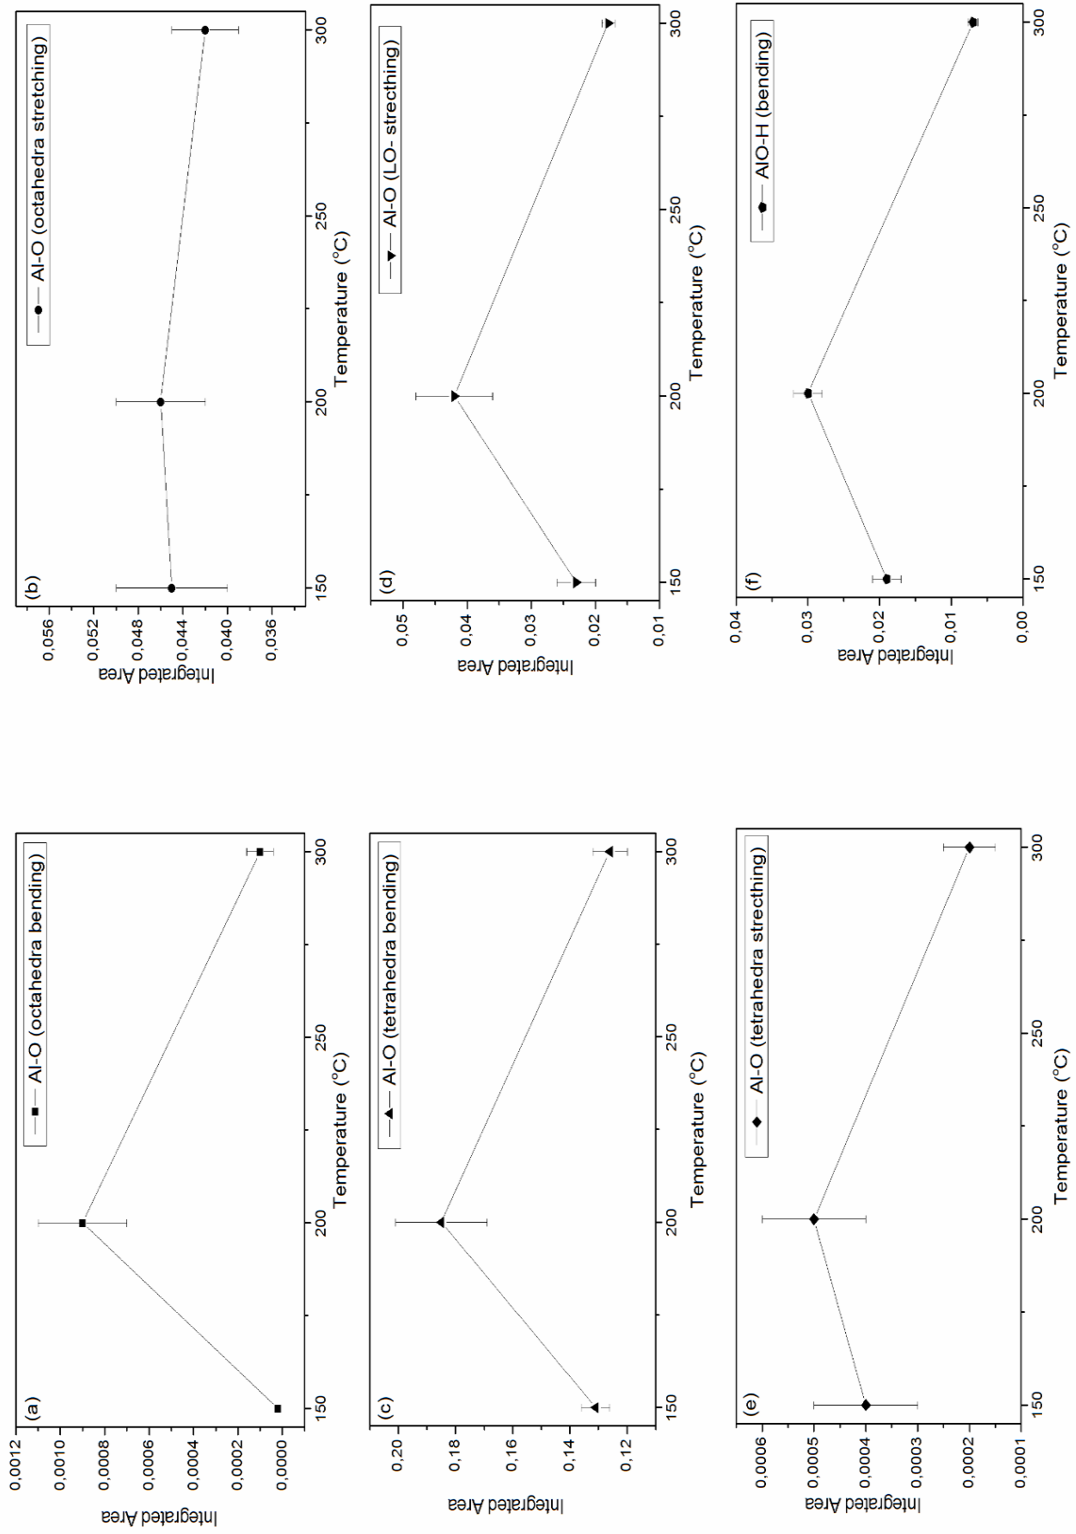 (a)
Al-O (octahedra bending)
0,0012
0,0010
0,0008
0,0006
0,0004
0,0002
0,0000
Integrated Area
150
200
250
300
Temperature (°C)
(b)
Al-O (octahedra stretching)
0,056
0,052
0,048
0,044
0,040
0,036
Integrated Area
150
200
250
300
Temperature (°C)
(c)
Al-O (tetrahedra bending)
0,20
0,18
0,16
0,14
0,12
Integrated Area
150
200
250
300
Temperature (°C)
(d)
Al-O (LO- strecthing)
0,05
0,04
0,03
0,02
0,01
Integrated Area
150
200
250
300
Temperature (°C)
(e)
Al-O (tetrahedra strecthing)
0,0006
0,0005
0,0004
0,0003
0,0002
0,0001
Integrated Area
150
200
250
300
Temperature (°C)
(f)
AlO-H (bending)
0,04
0,03
0,02
0,01
0,00
Integrated Area
150
200
250
300
Temperature (°C)